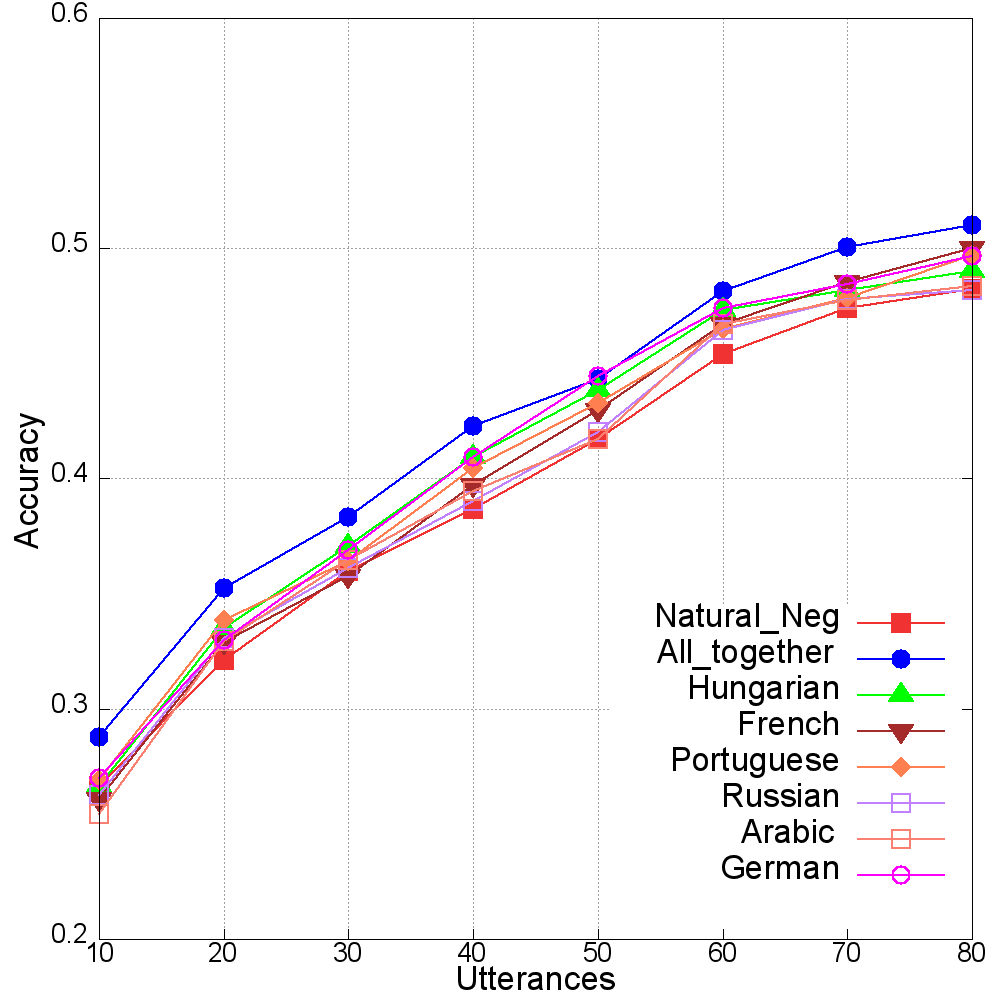 0.6
0.5
0.4
0.3
0.2
Accuracy
Natural_Neg
All_together
Hungarian
French
Portuguese
Russian
Arabic
German
10 20 30 40 50 60 70 80
Utterances